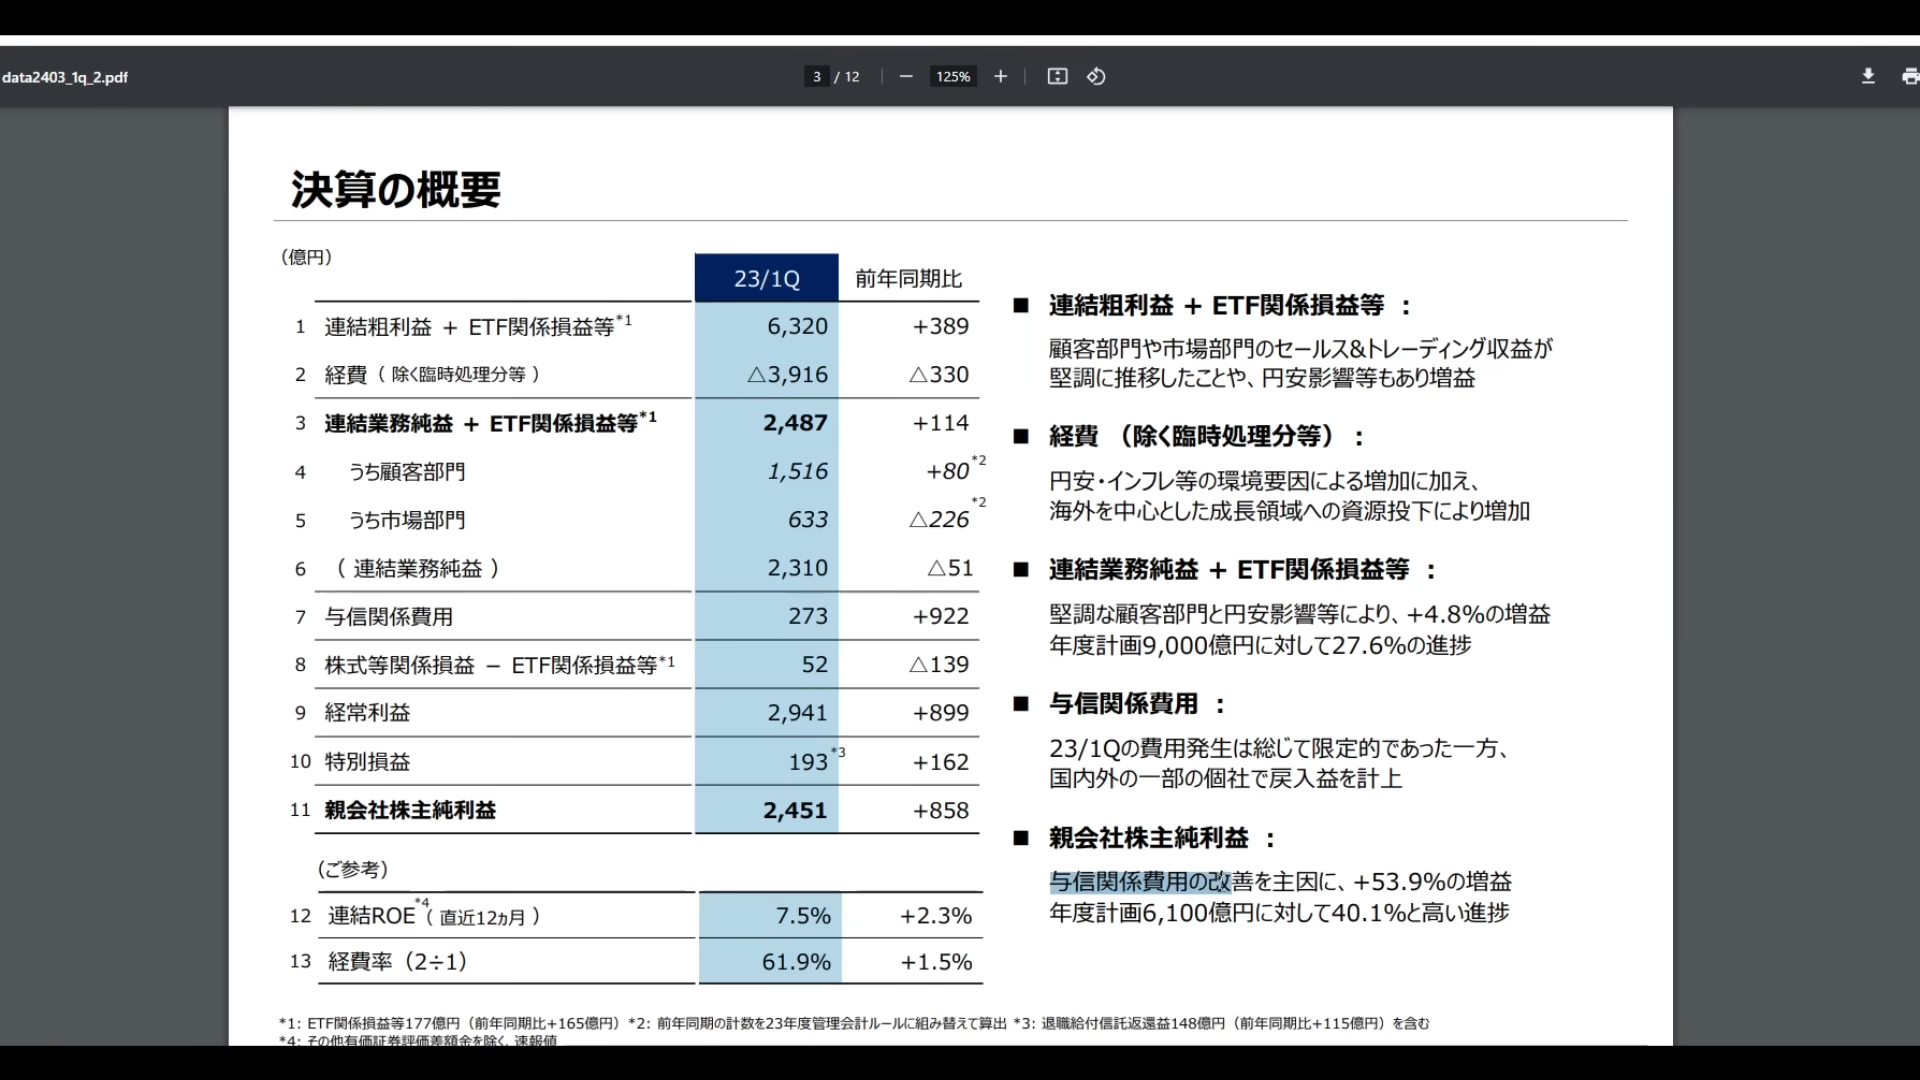 data2403_1q_2.pdf
3 / 12
125%
決算の概要
（億円）
23/1Q 前年同期比
1 連結粗利益 + ETF関係損益等*1 6,320 +389
2 経費（除く臨時処理分等） △3,916 △330
3 連結業務純益 + ETF関係損益等*1 2,487 +114
4 うち顧客部門 1,516 +80*2
5 うち市場部門 633 △226*2
6 （連結業務純益） 2,310 △51
7 与信関係費用 273 +922
8 株式等関係損益 − ETF関係損益等*1 52 △139
9 経常利益 2,941 +899
10 特別損益 193*3 +162
11 親会社株主純利益 2,451 +858
（ご参考）
12 連結ROE*4（直近12ヵ月） 7.5% +2.3%
13 経費率（2÷1） 61.9% +1.5%
■ 連結粗利益 + ETF関係損益等 ：
顧客部門や市場部門のセールス&トレーディング収益が
堅調に推移したことや、円安影響等もあり増益
■ 経費 （除く臨時処理分等）：
円安・インフレ等の環境要因による増加に加え、
海外を中心とした成長領域への資源投下により増加
■ 連結業務純益 + ETF関係損益等 ：
堅調な顧客部門と円安影響等により、+4.8%の増益
年度計画9,000億円に対して27.6%の進捗
■ 与信関係費用 ：
23/1Qの費用発生は総じて限定的であった一方、
国内外の一部の個社で戻入益を計上
■ 親会社株主純利益 ：
与信関係費用の改善を主因に、+53.9%の増益
年度計画6,100億円に対して40.1%と高い進捗
*1: ETF関係損益等177億円（前年同期比+165億円）*2: 前年同期の計数を23年度管理会計ルールに組み替えて算出 *3: 退職給付信託返還益148億円（前年同期比+115億円）を含む
*4: その他有価証券評価差額金を除く、速報値